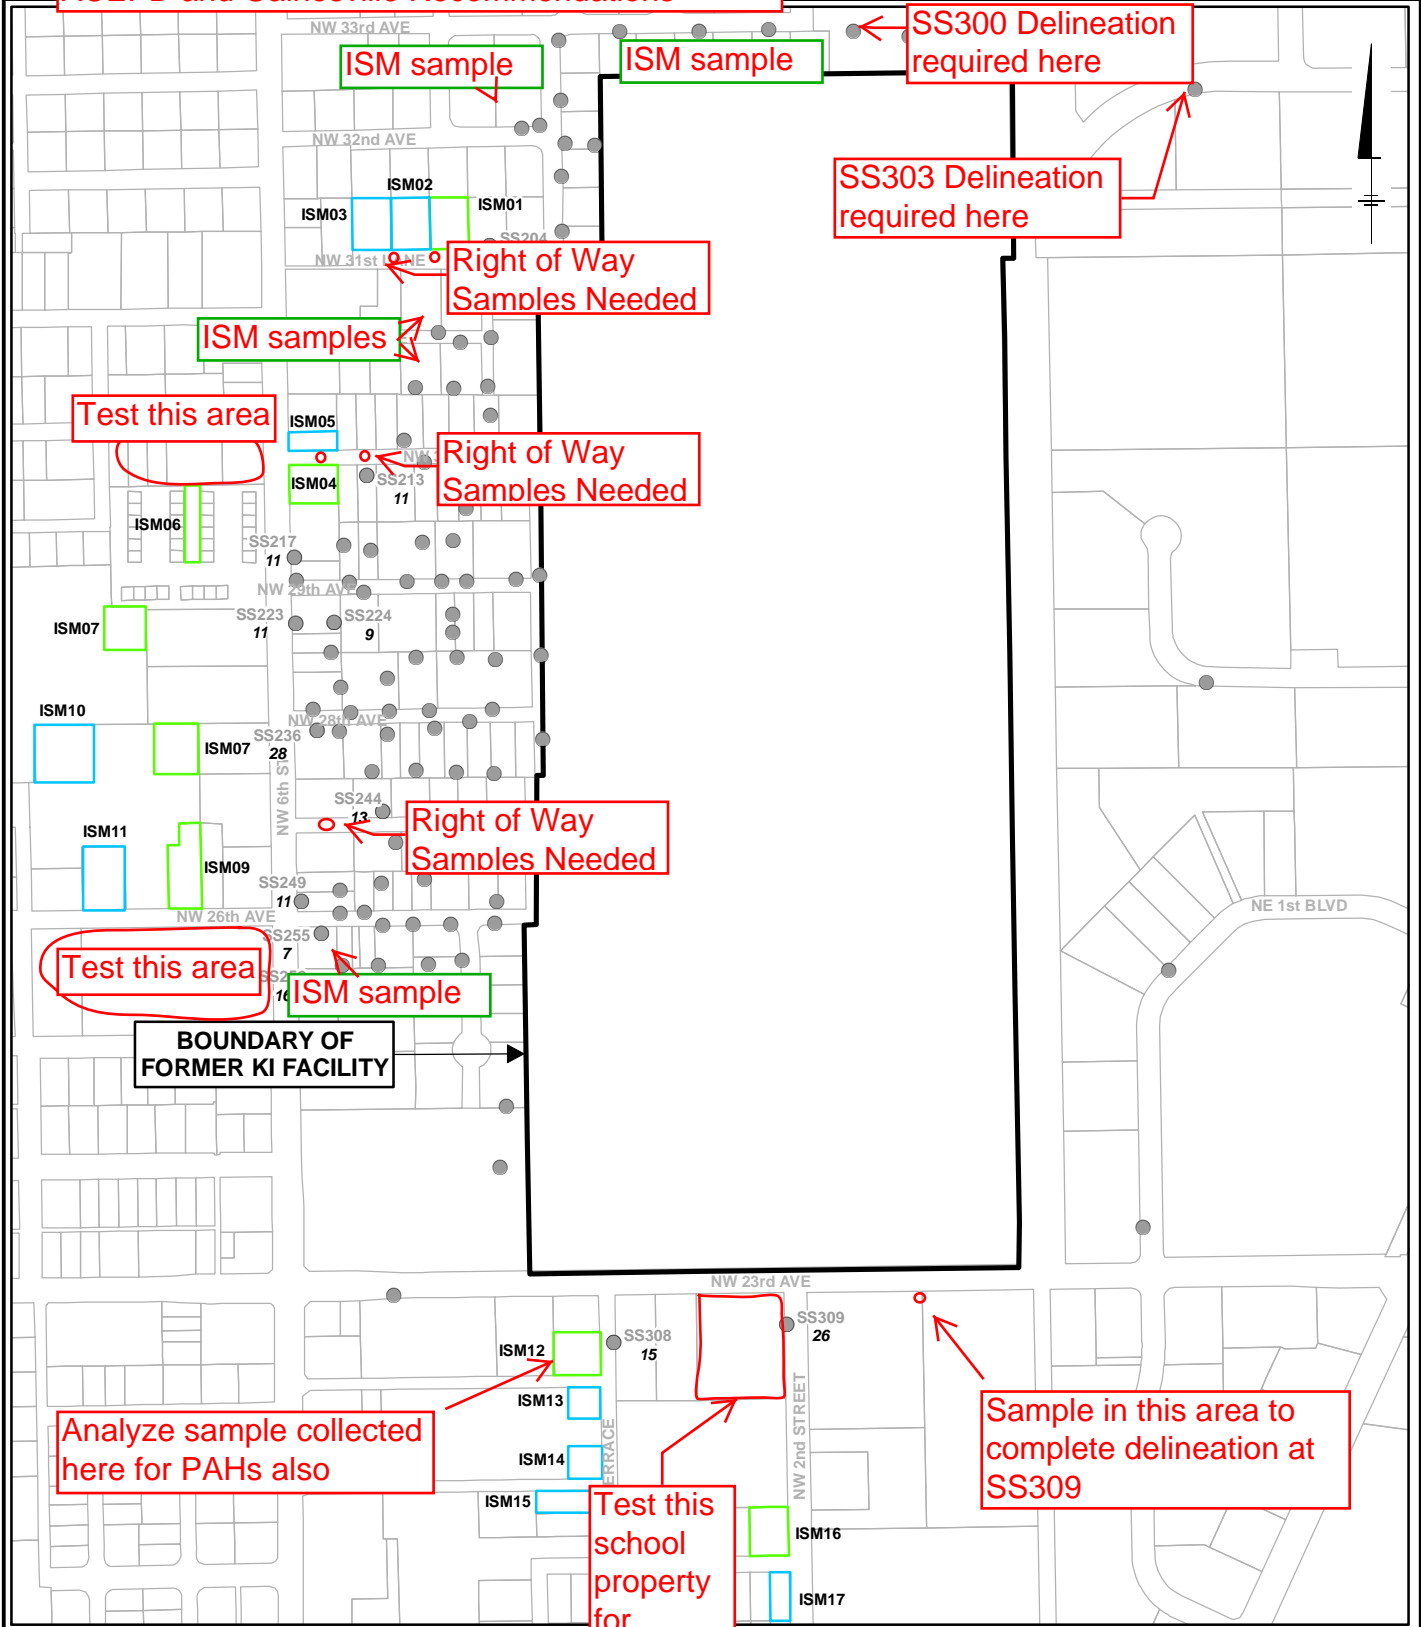 NW 33rd AVE
ISM sample
ISM sample
SS300 Delineation
required here
NW 32nd AVE
SS303 Delineation
required here
ISM02
ISM03
ISM01
SS204
NW 31st LANE
Right of Way
Samples Needed
ISM samples
Test this area
ISM05
Right of Way
Samples Needed
ISM04
SS213
11
ISM06
SS217
11
NW 29th AVE
SS223
11
SS224
9
ISM07
ISM10
NW 28th AVE
SS236
28
ISM07
NW 6th ST
SS244
13
Right of Way
Samples Needed
ISM11
ISM09
SS249
11
NW 26th AVE
NE 1st BLVD
SS255
7
Test this area
16
ISM sample
BOUNDARY OF
FORMER KI FACILITY
NW 23rd AVE
SS309
26
SS308
15
ISM12
ISM13
NW 2nd STREET
Analyze sample collected
here for PAHs also
Sample in this area to
complete delineation at
SS309
ISM14
ERRACE
ISM15
Test this
school
property
for
ISM16
ISM17